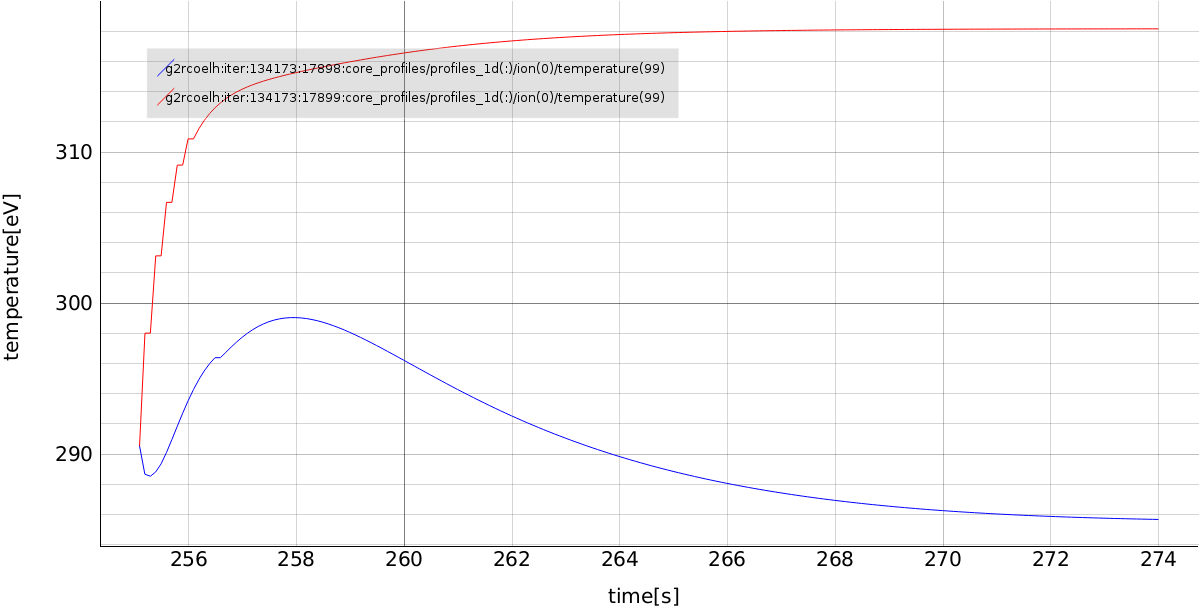 g2rcoelh:iter:134173:17898:core_profiles/profiles_1d(:)/ion(0)/temperature(99)
g2rcoelh:iter:134173:17899:core_profiles/profiles_1d(:)/ion(0)/temperature(99)
310
300
290
temperature[eV]
256 258 260 262 264 266 268 270 272 274
time[s]